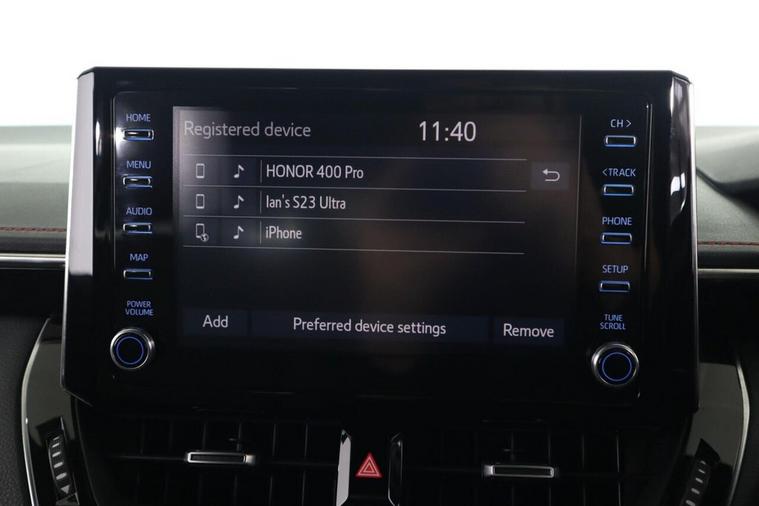 HOME
MENU
AUDIO
MAP
POWER
VOLUME
Registered device 11:40
HONOR 400 Pro
Ian's S23 Ultra
iPhone
Add Preferred device settings Remove
CH >
< TRACK
PHONE
SETUP
TUNE
SCROLL